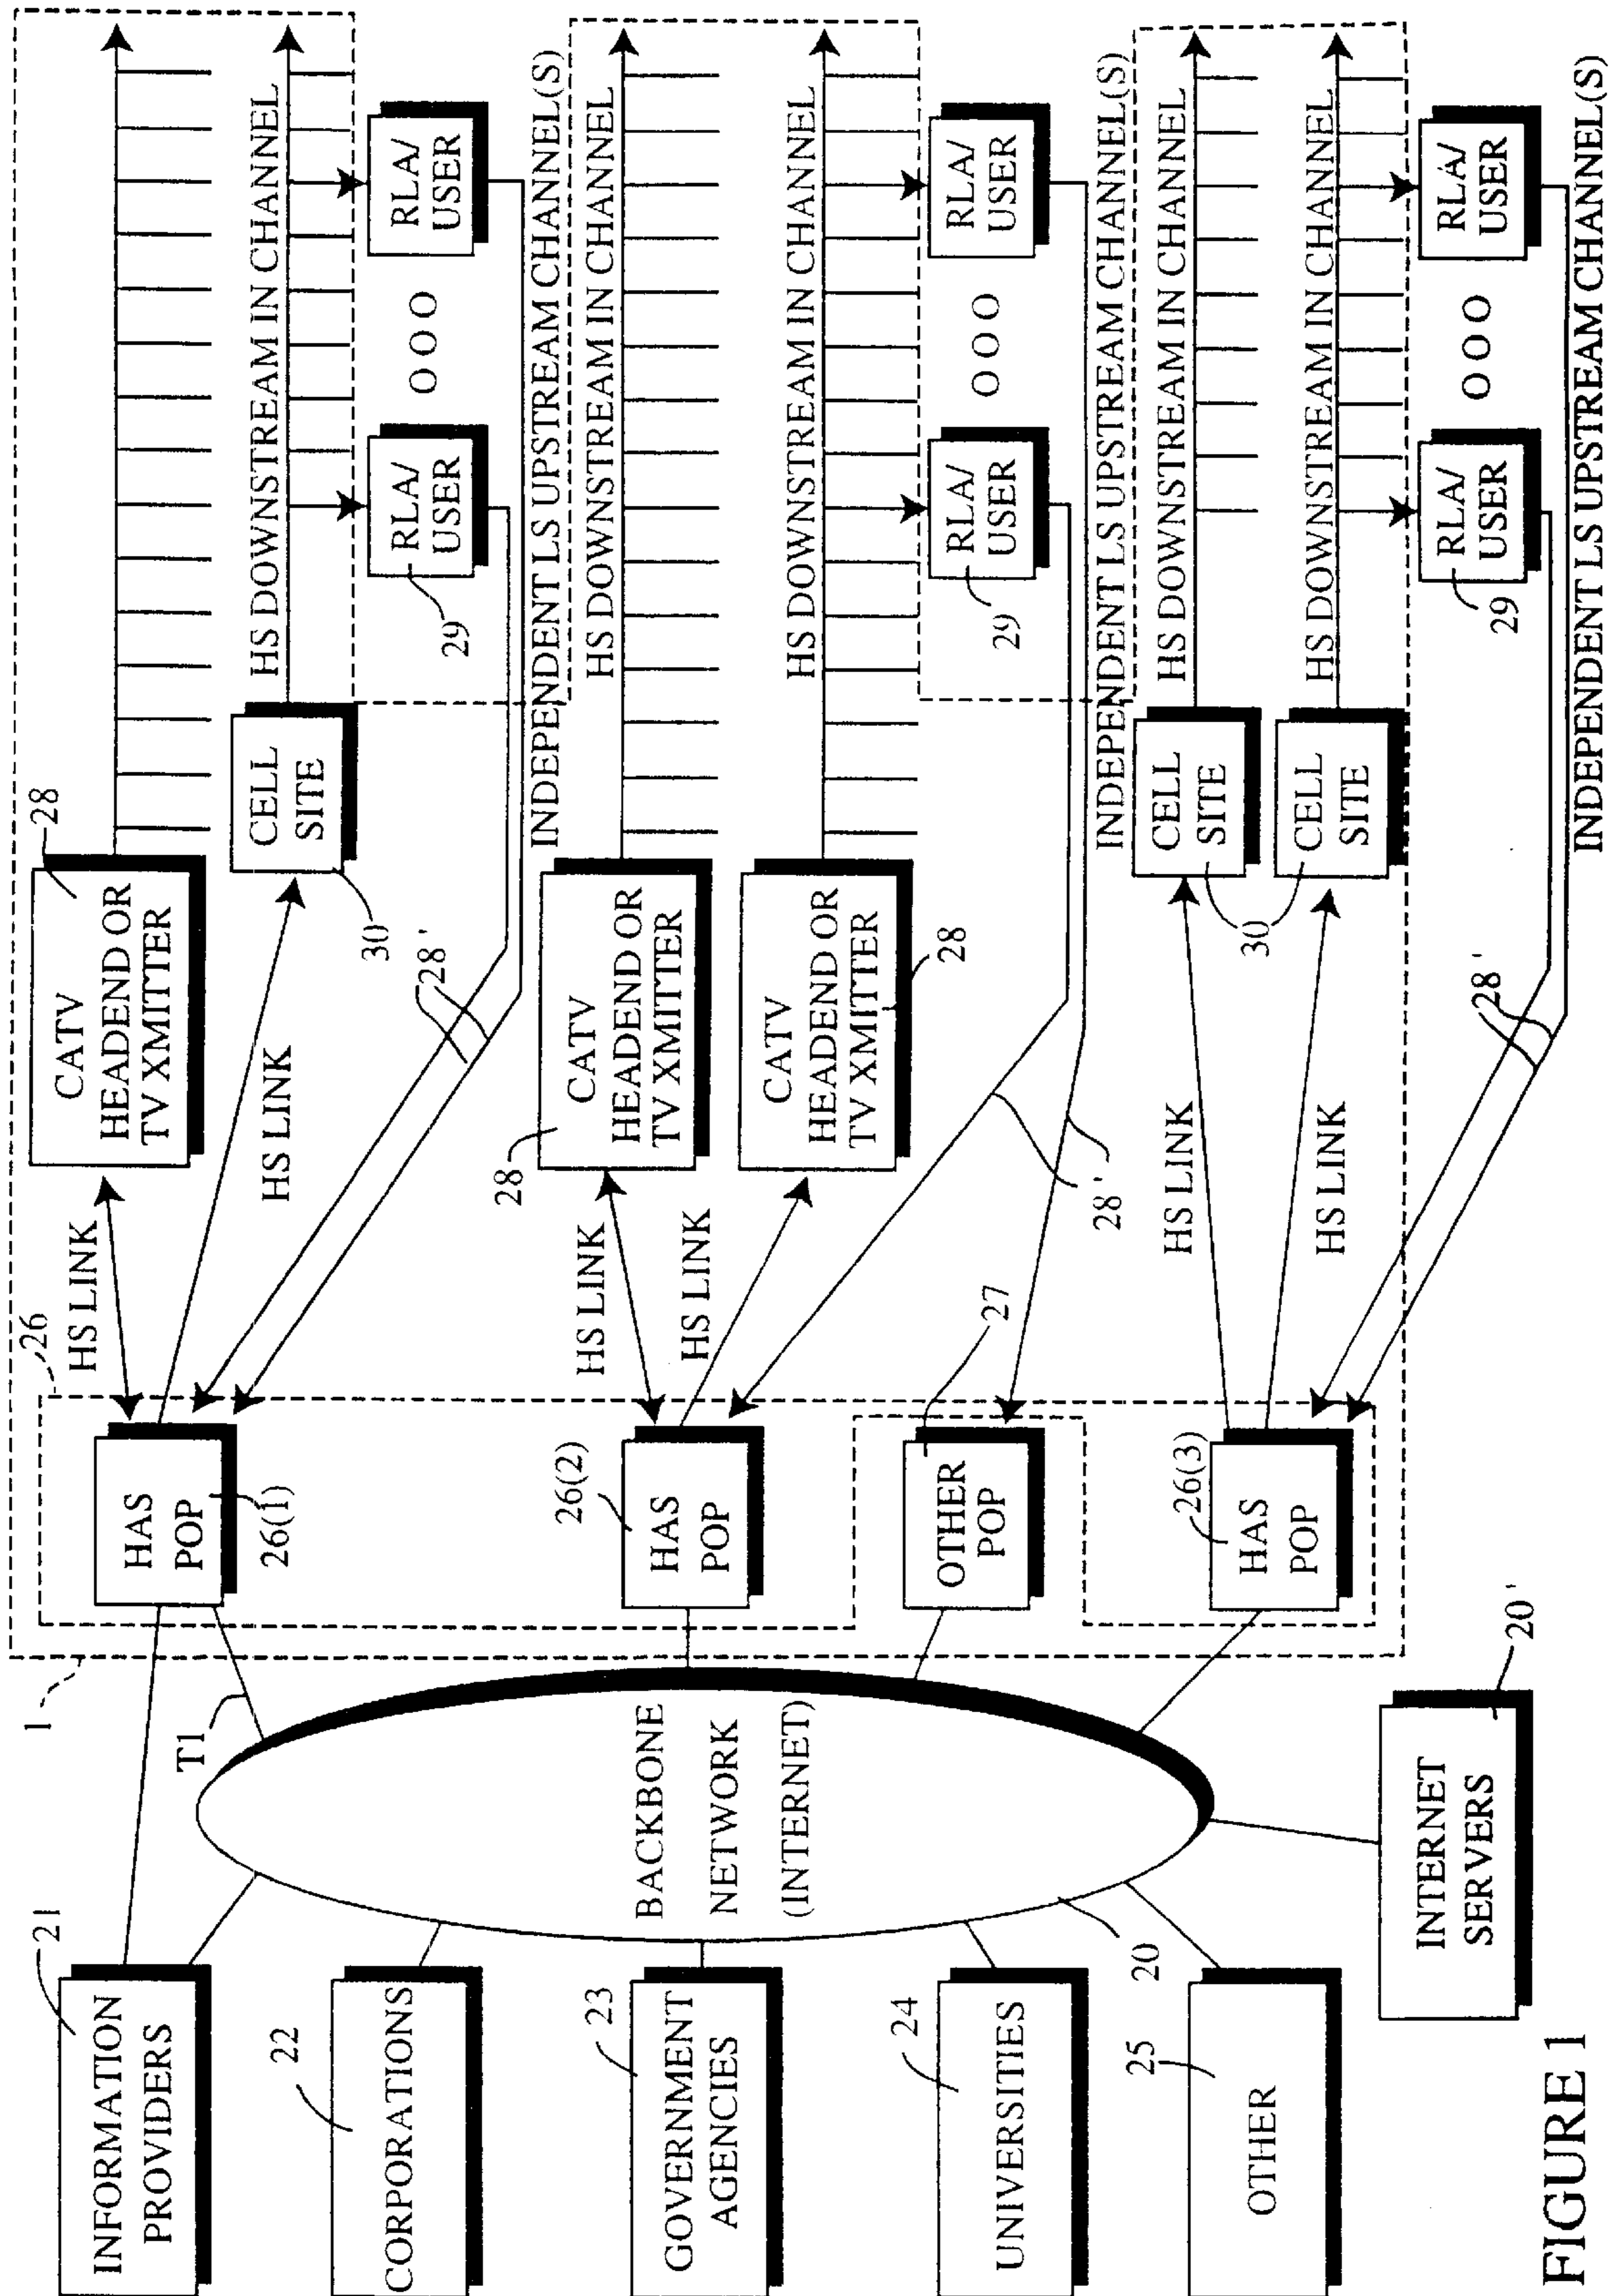 INFORMATION
PROVIDERS
21
CORPORATIONS
22
GOVERNMENT
AGENCIES
23
UNIVERSITIES
24
OTHER
25
BACKBONE
NETWORK
(INTERNET)
20
INTERNET
SERVERS
20'
T1
1
26
HAS
POP
26(1)
HAS
POP
26(2)
OTHER
POP
27
HAS
POP
26(3)
HS LINK
HS LINK
HS LINK
HS LINK
HS LINK
HS LINK
CATV
HEADEND OR
TV XMITTER
28
CELL
SITE
30
28'
CATV
HEADEND OR
TV XMITTER
28
CATV
HEADEND OR
TV XMITTER
28
28'
CELL
SITE
CELL
SITE
30
28'
HS DOWNSTREAM IN CHANNEL
RLA/
USER
29
O O O
RLA/
USER
INDEPENDENT LS UPSTREAM CHANNEL(S)
HS DOWNSTREAM IN CHANNEL
HS DOWNSTREAM IN CHANNEL
RLA/
USER
29
O O O
RLA/
USER
INDEPENDENT LS UPSTREAM CHANNEL(S)
HS DOWNSTREAM IN CHANNEL
HS DOWNSTREAM IN CHANNEL
RLA/
USER
29
O O O
RLA/
USER
INDEPENDENT LS UPSTREAM CHANNEL(S)
FIGURE 1